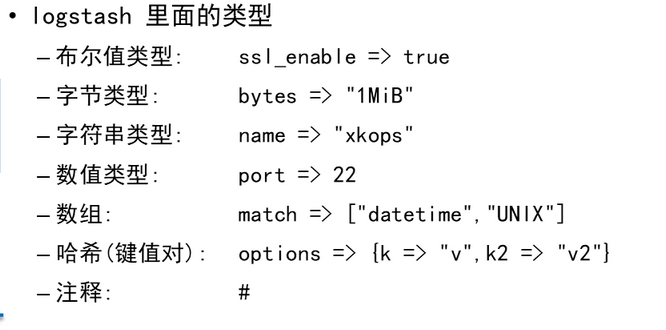 • logstash 里面的类型
– 布尔值类型: ssl_enable => true
– 字节类型: bytes => "1MiB"
– 字符串类型: name => "xkops"
– 数值类型: port => 22
– 数组: match => ["datetime","UNIX"]
– 哈希(键值对): options => {k => "v",k2 => "v2"}
– 注释: #